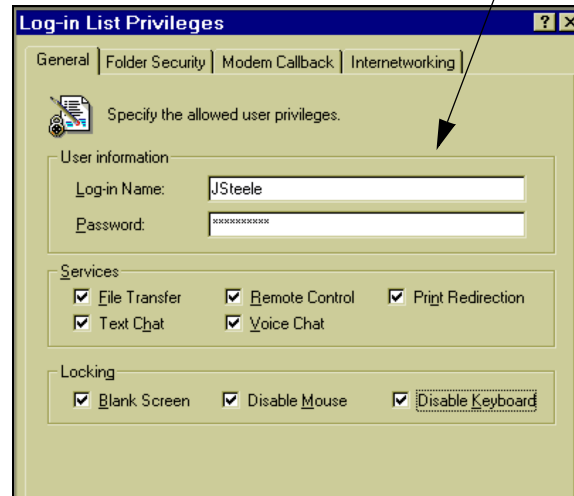 Log-in List Privileges ? X
General Folder Security Modem Callback Internetworking
Specify the allowed user privileges.
User information
Log-in Name: JSteele
Password: **********
Services
File Transfer Remote Control Print Redirection
Text Chat Voice Chat
Locking
Blank Screen Disable Mouse Disable Keyboard